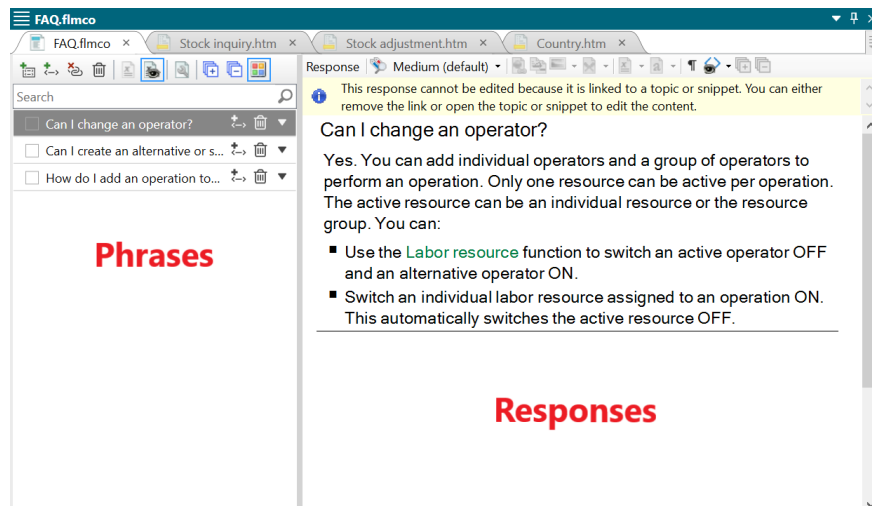 FAQ.flmco
FAQ.flmco × Stock inquiry.htm × Stock adjustment.htm × Country.htm ×
Response Medium (default)
Search
This response cannot be edited because it is linked to a topic or snippet. You can either
remove the link or open the topic or snippet to edit the content.
Can I change an operator?
Can I create an alternative or s...
How do I add an operation to...
Phrases
Can I change an operator?
Yes. You can add individual operators and a group of operators to
perform an operation. Only one resource can be active per operation.
The active resource can be an individual resource or the resource
group. You can:
▪ Use the Labor resource function to switch an active operator OFF
and an alternative operator ON.
▪ Switch an individual labor resource assigned to an operation ON.
This automatically switches the active resource OFF.
Responses